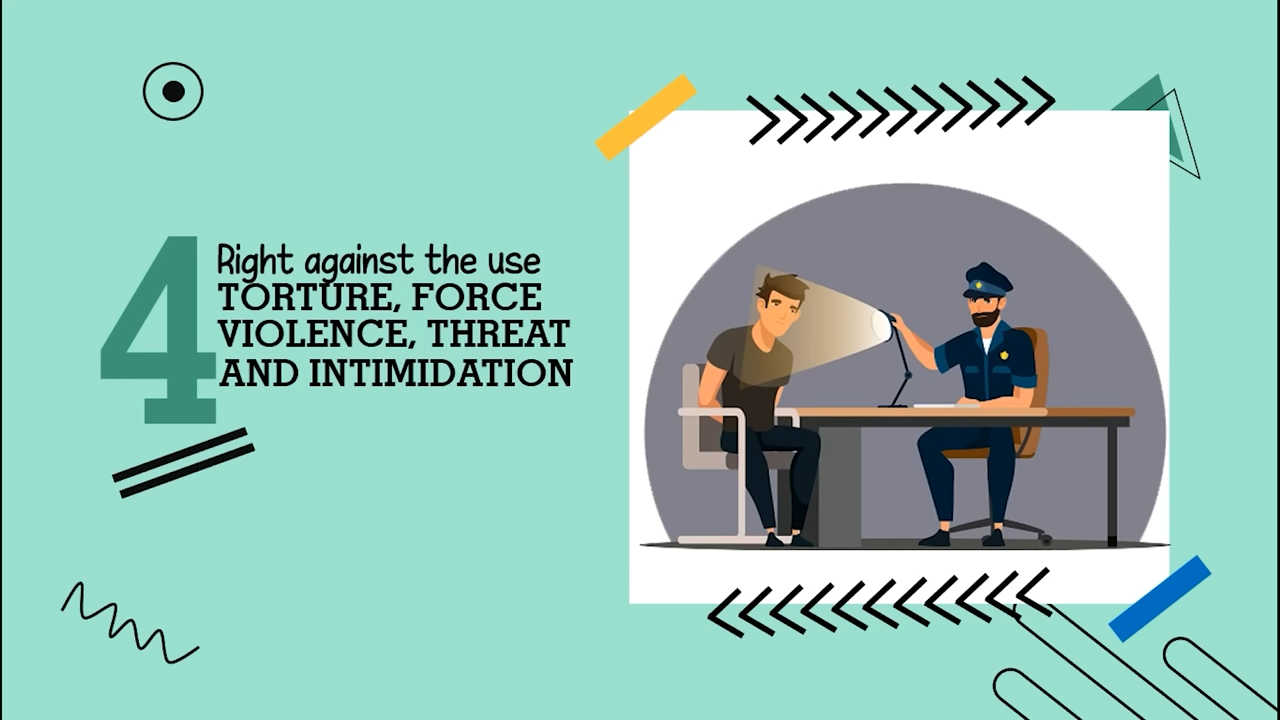 4
Right against the use
TORTURE, FORCE
VIOLENCE, THREAT
AND INTIMIDATION